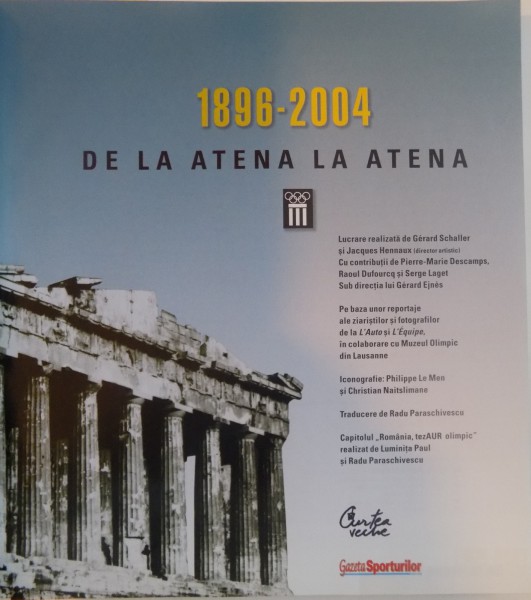 1896-2004
DE LA ATENA LA ATENA
Lucrare realizată de Gérard Schaller
și Jacques Hennaux (director artistic)
Cu contribuții de Pierre-Marie Descamps,
Raoul Dufourcq și Serge Laget
Sub direcția lui Gérard Ejnès
Pe baza unor reportaje
ale ziariștilor și fotografilor
de la L'Auto și L'Équipe,
în colaborare cu Muzeul Olimpic
din Lausanne
Iconografie: Philippe Le Men
și Christian Naitslimane
Traducere de Radu Paraschivescu
Capitolul „România, tezAUR olimpic”
realizat de Luminița Paul
și Radu Paraschivescu
Curtea
veche
Gazeta Sporturilor